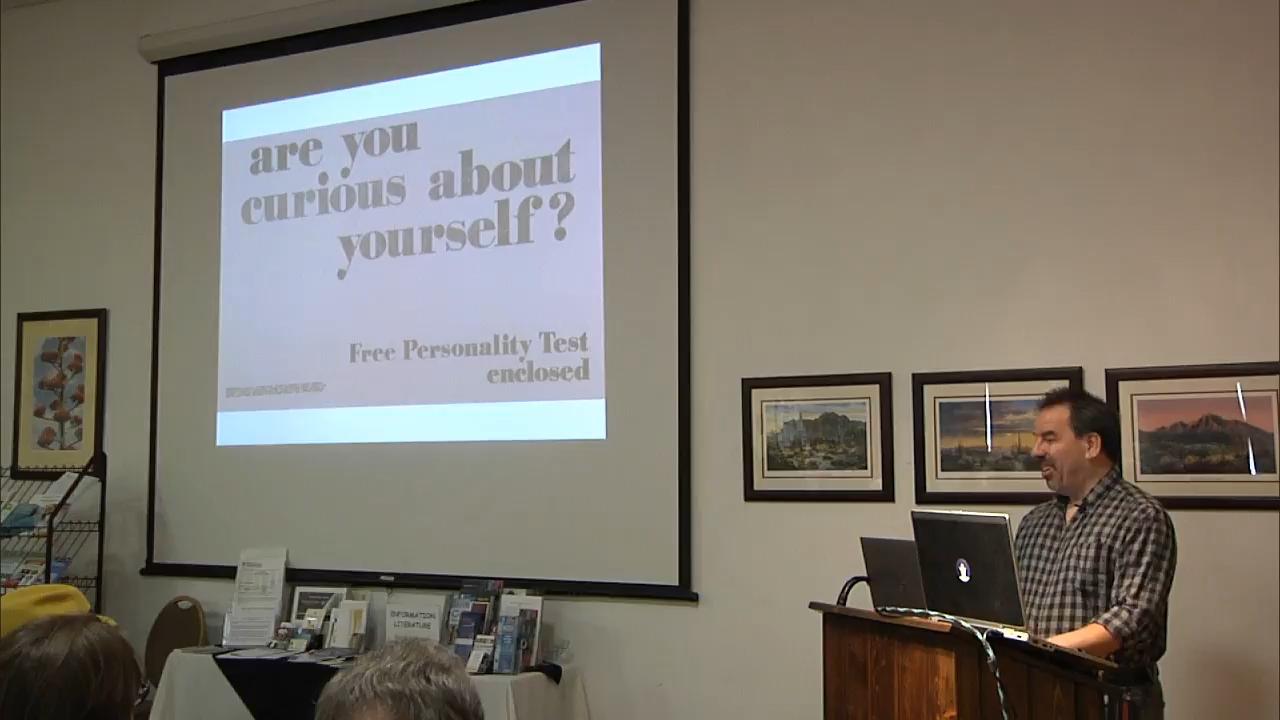 are you
curious about
yourself?
Free Personality Test
enclosed
INFORMATION
LITERATURE